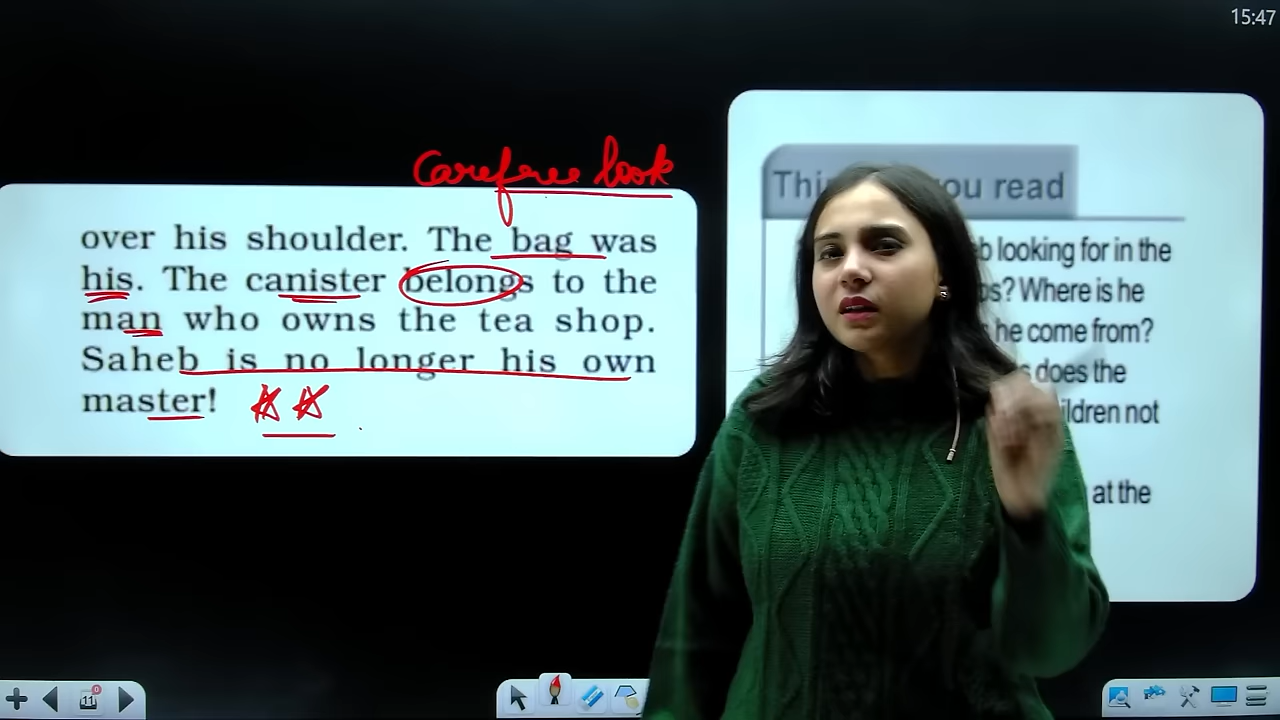 15:47
Carefree look
over his shoulder. The bag was
his. The canister belongs to the
man who owns the tea shop.
Saheb is no longer his own
master!
you read
looking for in the
Where is he
he come from?
does the
not
at the
11